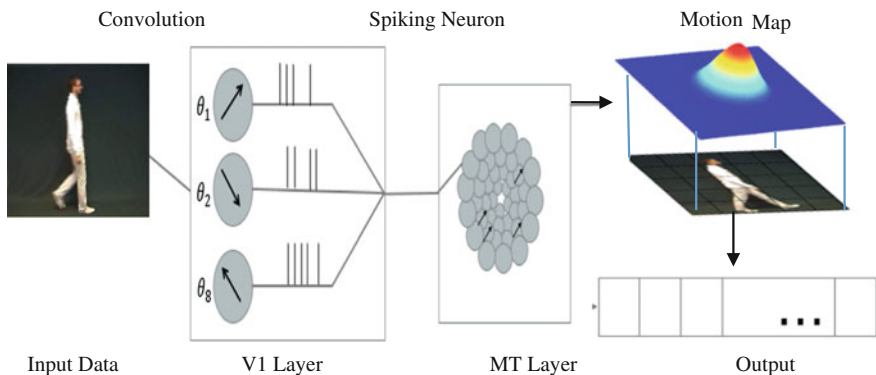 Convolution
Spiking Neuron
Motion Map
θ1
θ2
θ8
...
Input Data
V1 Layer
MT Layer
Output